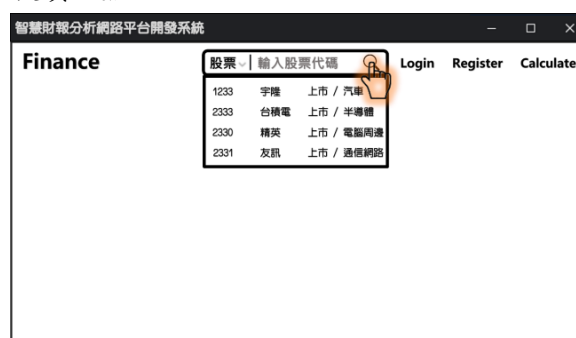 智慧財報分析網路平台開發系統
Finance 股票 輸入股票代碼 Login Register Calculate
1233 宇隆 上市 / 汽車
2333 台積電 上市 / 半導體
2330 精英 上市 / 電腦周邊
2331 友訊 上市 / 通信網路